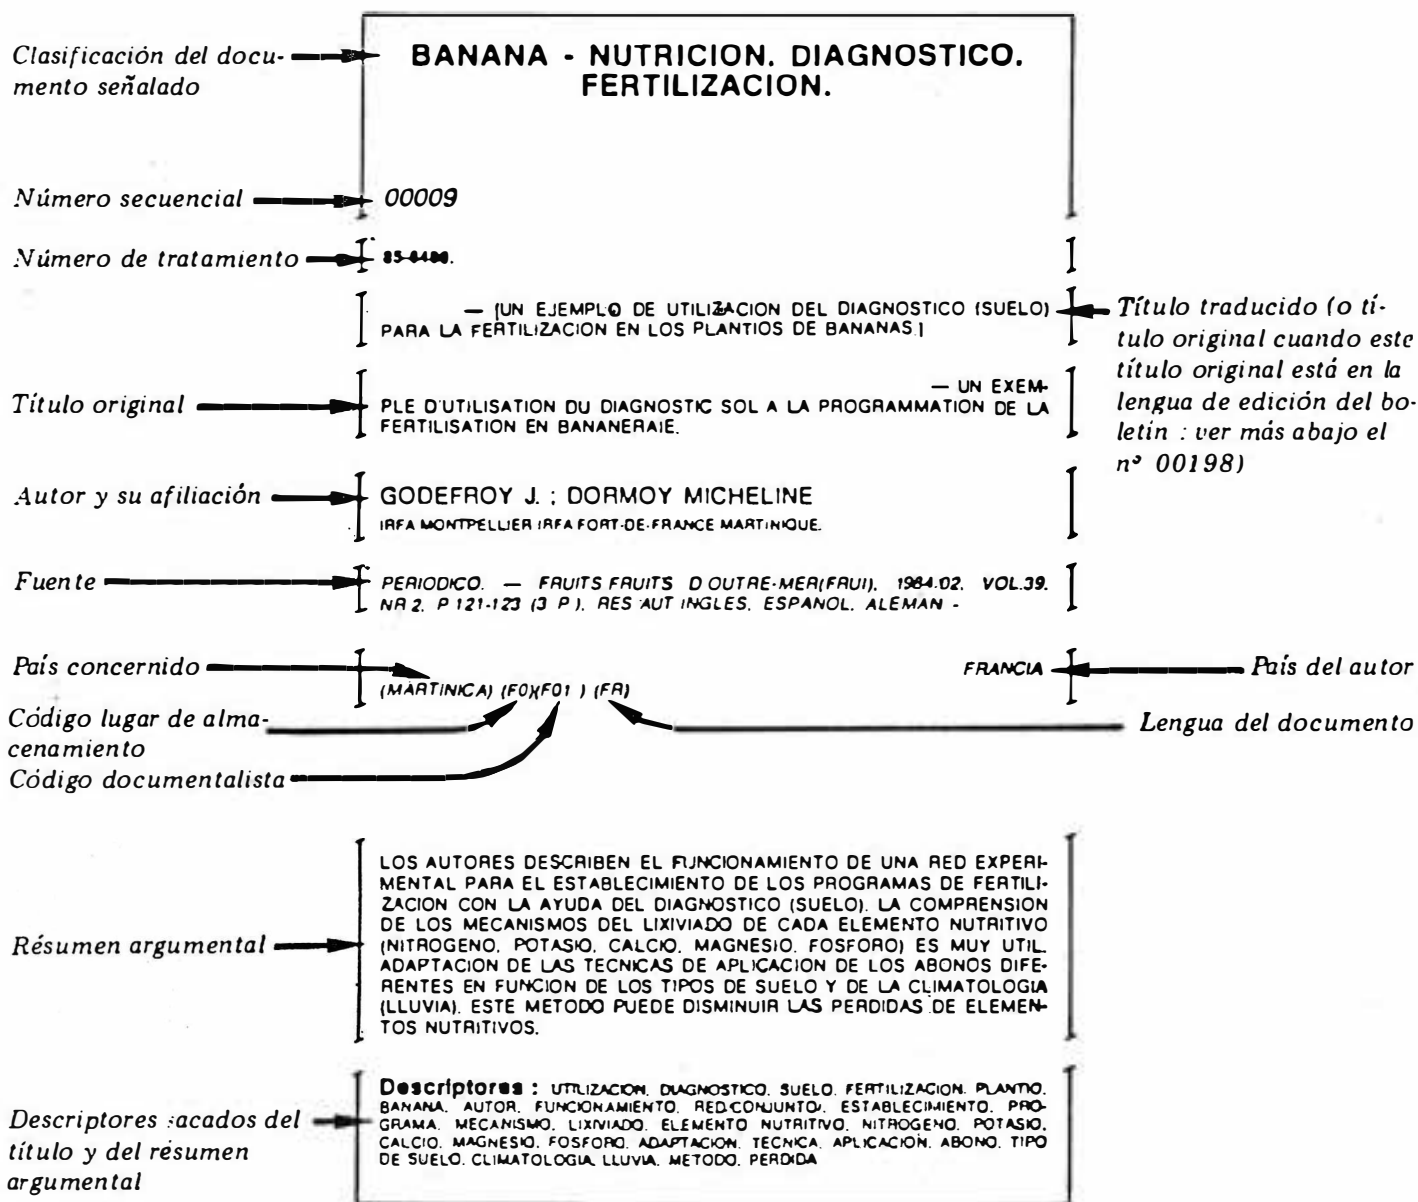 Clasificación del docu-
mento señalado
BANANA - NUTRICION. DIAGNOSTICO.
FERTILIZACION.
Número secuencial
00009
Número de tratamiento
Título traducido (o tí-
tulo original cuando este
título original está en la
lengua de edición del bo-
letín : ver más abajo el
nº 00198)
— [UN EJEMPLO DE UTILIZACION DEL DIAGNOSTICO (SUELO)
PARA LA FERTILIZACION EN LOS PLANTIOS DE BANANAS.]
Título original
— UN EXEM-
PLE D'UTILISATION DU DIAGNOSTIC SOL A LA PROGRAMMATION DE LA
FERTILISATION EN BANANERAIE.
Autor y su afiliación
GODEFROY J. ; DORMOY MICHELINE
IRFA MONTPELLIER IRFA FORT-DE-FRANCE MARTINIQUE.
Fuente
PERIODICO. — FRUITS FRUITS D OUTRE-MER(FRUI), 1984.02, VOL.39.
NR 2, P 121-123 (3 P), RES AUT INGLES, ESPANOL, ALEMAN -
País concernido
FRANCIA
País del autor
(MARTINICA) (F0)(F01 ) (FR)
Código lugar de alma-
cenamiento
Lengua del documento
Código documentalista
Résumen argumental
LOS AUTORES DESCRIBEN EL FUNCIONAMIENTO DE UNA RED EXPERI-
MENTAL PARA EL ESTABLECIMIENTO DE LOS PROGRAMAS DE FERTILI-
ZACION CON LA AYUDA DEL DIAGNOSTICO (SUELO). LA COMPRENSION
DE LOS MECANISMOS DEL LIXIVIADO DE CADA ELEMENTO NUTRITIVO
(NITROGENO, POTASIO, CALCIO, MAGNESIO, FOSFORO) ES MUY UTIL.
ADAPTACION DE LAS TECNICAS DE APLICACION DE LOS ABONOS DIFE-
RENTES EN FUNCION DE LOS TIPOS DE SUELO Y DE LA CLIMATOLOGIA
(LLUVIA). ESTE METODO PUEDE DISMINUIR LAS PERDIDAS DE ELEMEN-
TOS NUTRITIVOS.
Descriptores sacados del
título y del résumen
argumental
Descriptores : UTILIZACION. DIAGNOSTICO. SUELO. FERTILIZACION. PLANTIO.
BANANA. AUTOR. FUNCIONAMIENTO. RED:CONJUNTO/. ESTABLECIMIENTO. PRO-
GRAMA. MECANISMO. LIXIVIADO. ELEMENTO NUTRITIVO. NITROGENO. POTASIO.
CALCIO. MAGNESIO. FOSFORO. ADAPTACION. TECNICA. APLICACION. ABONO. TIPO
DE SUELO. CLIMATOLOGIA. LLUVIA. METODO. PERDIDA